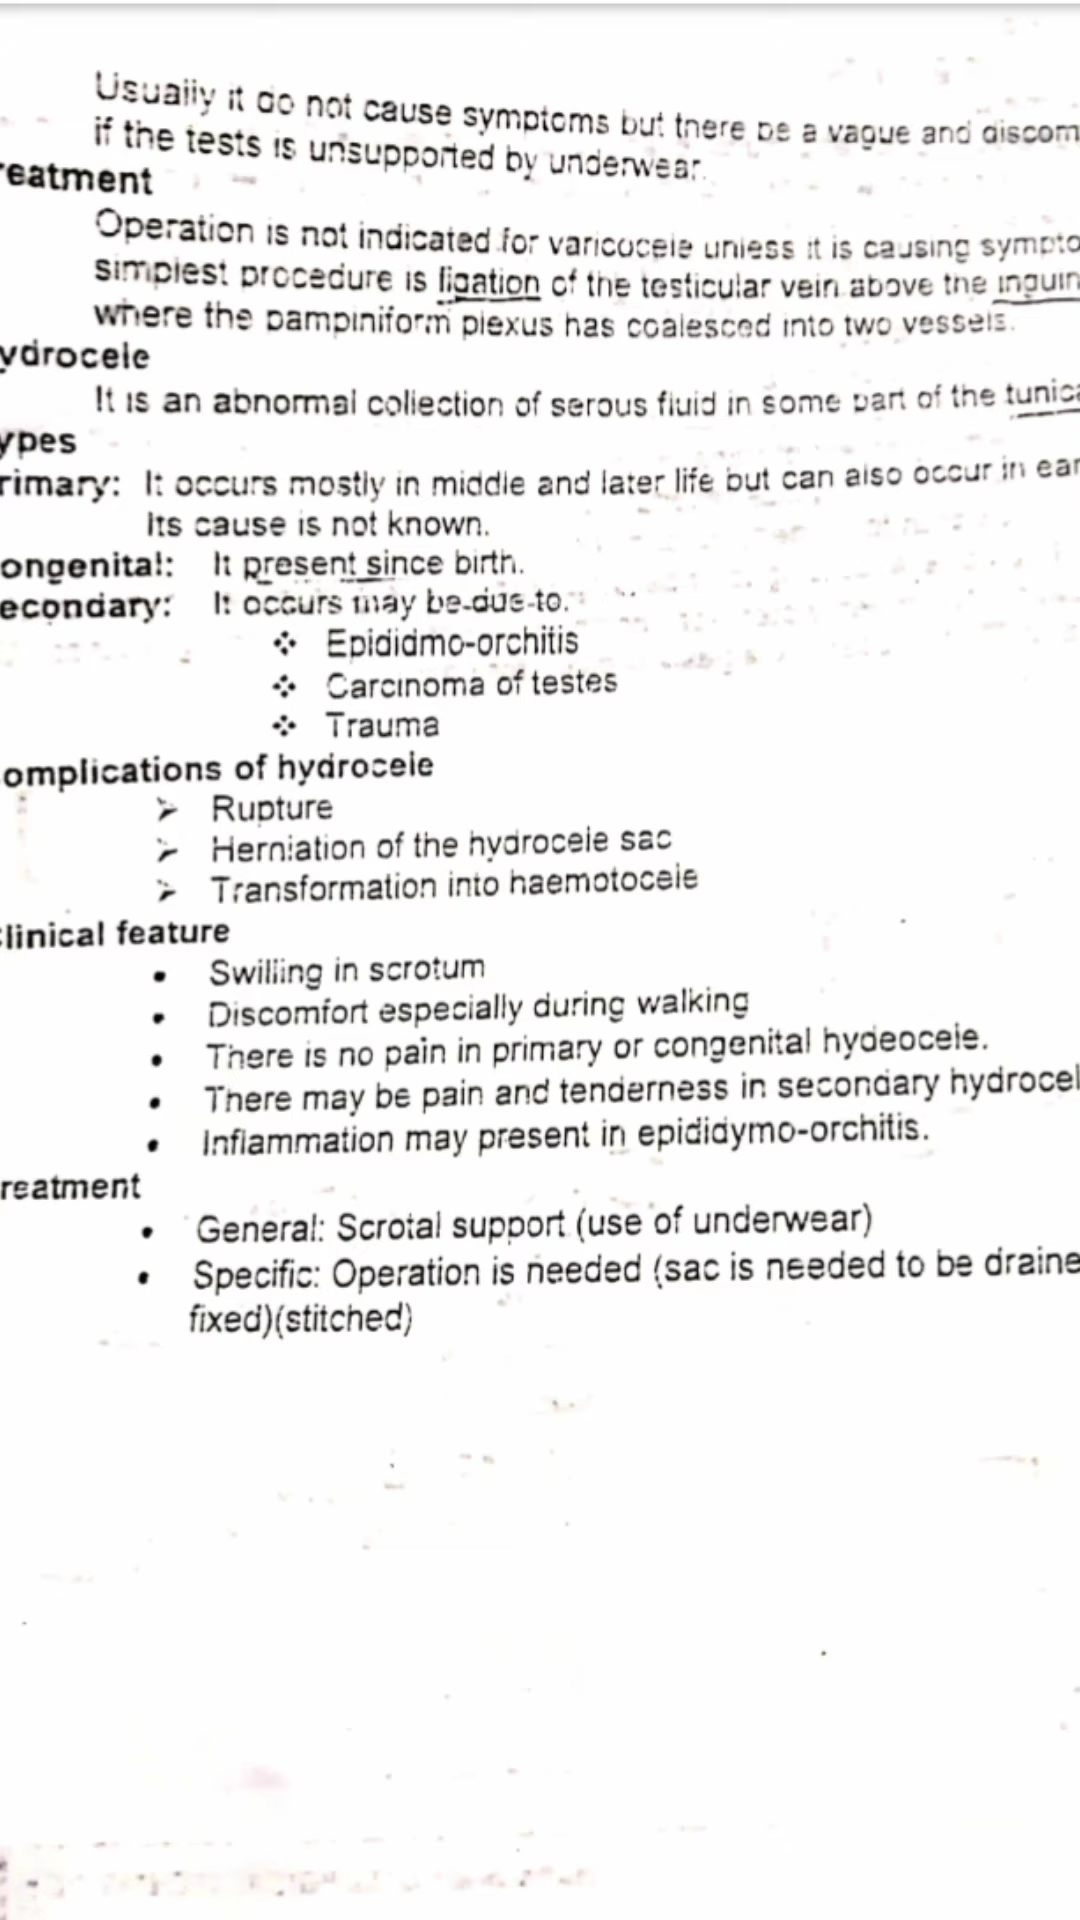 Usually it do not cause symptoms but there be a vague and discom
if the tests is unsupported by underwear.
reatment
Operation is not indicated for varicocele unless it is causing sympto
simplest procedure is ligation of the testicular vein above the inguin
where the pampiniform plexus has coalesced into two vessels.
ydrocele
It is an abnormal collection of serous fluid in some part of the tunica
ypes
rimary: It occurs mostly in middle and later life but can also occur in ear
Its cause is not known.
ongenital: It present since birth.
econdary: It occurs may be due to.
❖ Epididmo-orchitis
❖ Carcinoma of testes
❖ Trauma
omplications of hydrocele
➢ Rupture
➢ Herniation of the hydrocele sac
➢ Transformation into haemotocele
linical feature
• Swilling in scrotum
• Discomfort especially during walking
• There is no pain in primary or congenital hydeocele.
• There may be pain and tenderness in secondary hydrocel
• Inflammation may present in epididymo-orchitis.
reatment
• General: Scrotal support (use of underwear)
• Specific: Operation is needed (sac is needed to be draine
fixed)(stitched)